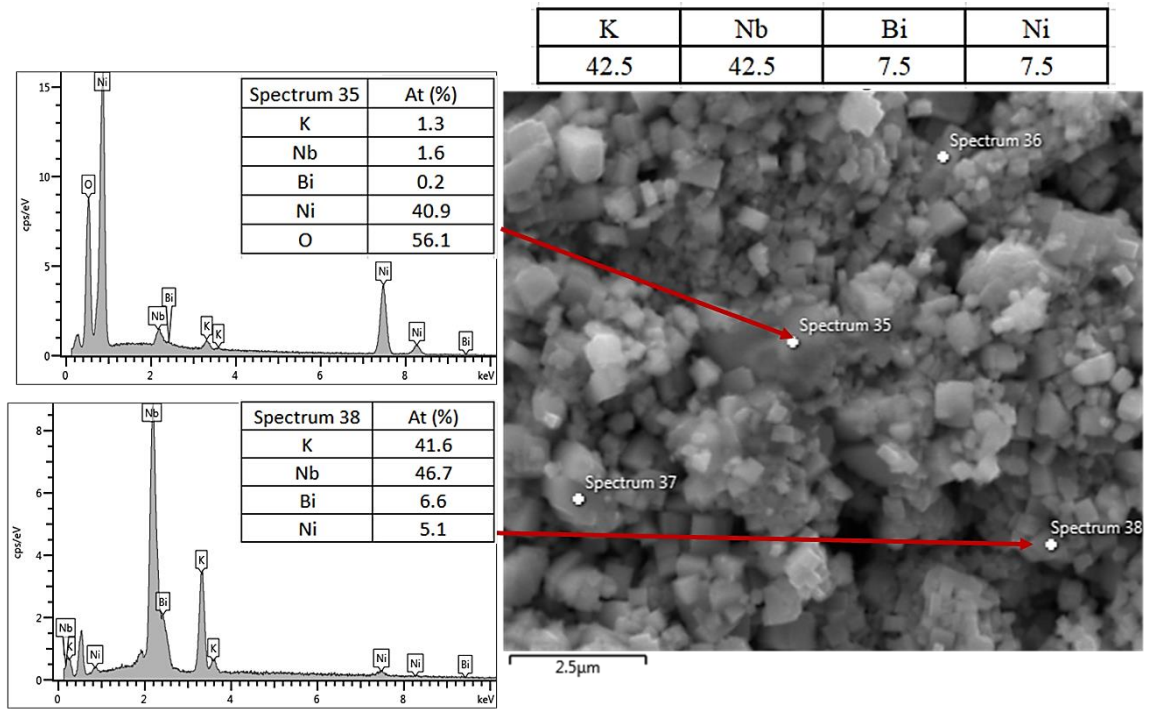 K Nb Bi Ni
42.5 42.5 7.5 7.5
Spectrum 35 At (%)
K 1.3
Nb 1.6
Bi 0.2
Ni 40.9
O 56.1
15
10
5
0
cps/eV
Ni
O
Nb
Bi
K
K
Ni
Ni
Bi
0 2 4 6 8 keV
Spectrum 38 At (%)
K 41.6
Nb 46.7
Bi 6.6
Ni 5.1
8
6
4
2
0
cps/eV
Nb
Nb
K
Ni
Bi
K
K
Ni
Ni
Bi
0 2 4 6 8 keV
Spectrum 36
Spectrum 35
Spectrum 37
Spectrum 38
2.5µm